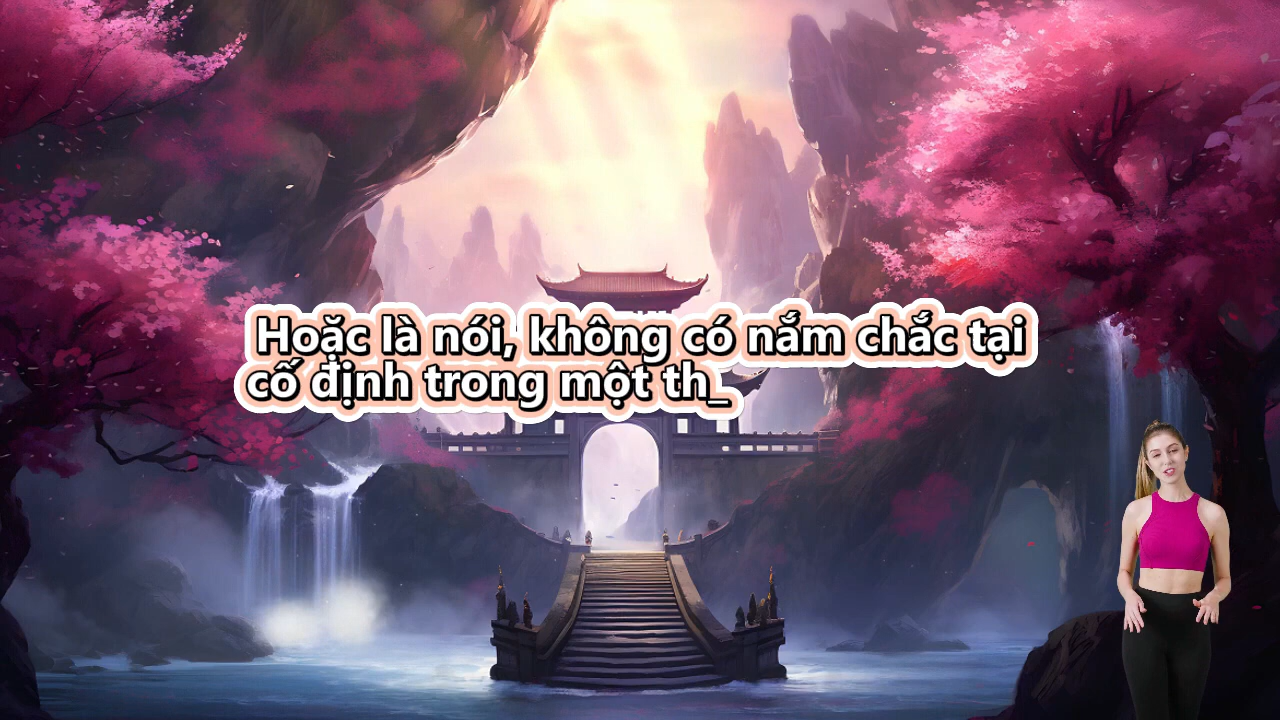 Hoặc là nói, không có nắm chắc tại
cố định trong một th_